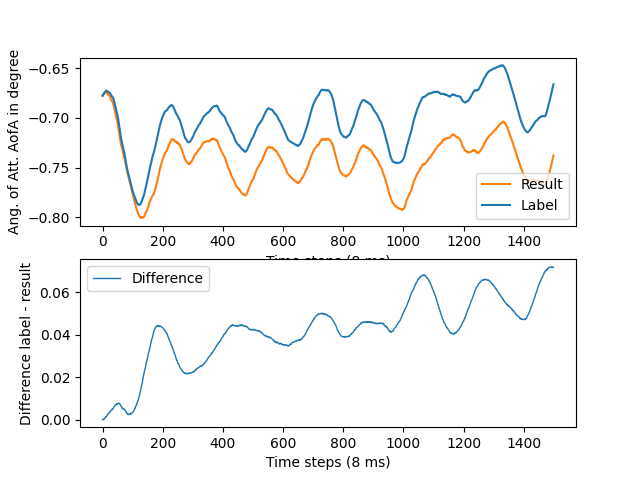 Ang. of Att. AofA in degree
−0.65
−0.70
−0.75
−0.80
Result
Label
0 200 400 600 800 1000 1200 1400
Time steps (8 ms)
Difference label - result
0.06
0.04
0.02
0.00
Difference
0 200 400 600 800 1000 1200 1400
Time steps (8 ms)